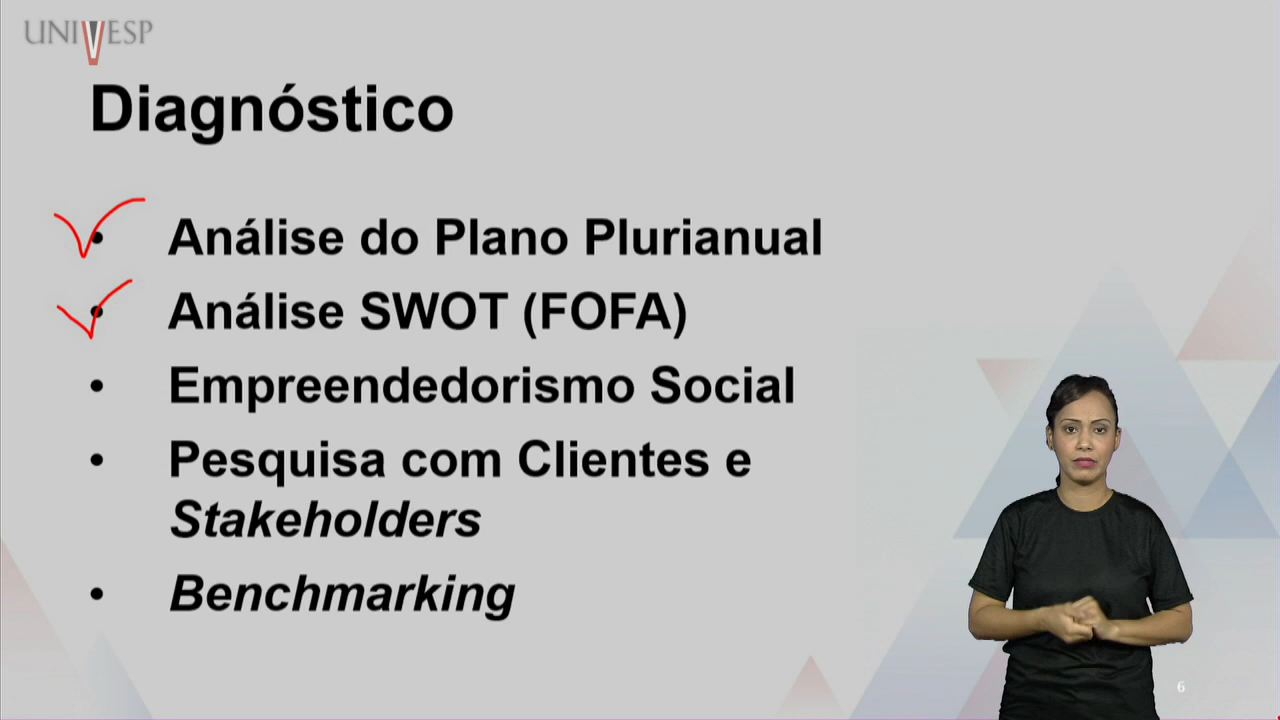 UNIVESP
Diagnóstico
• Análise do Plano Plurianual
• Análise SWOT (FOFA)
• Empreendedorismo Social
• Pesquisa com Clientes e
Stakeholders
• Benchmarking
6